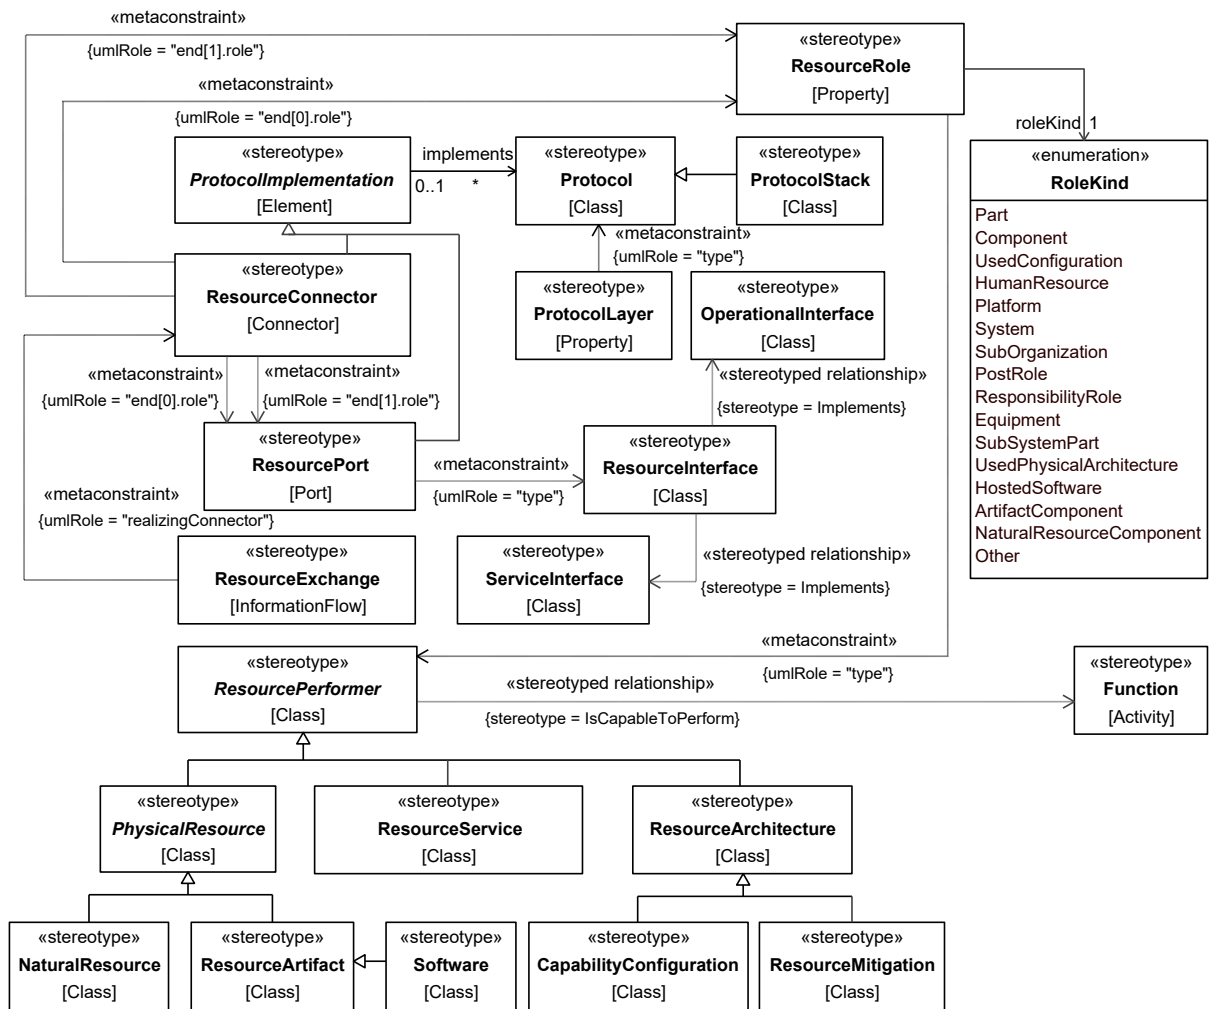 «metaconstraint»
{umlRole = "end[1].role"}
«metaconstraint»
{umlRole = "end[0].role"}
«stereotype»
ResourceRole
[Property]
roleKind 1
«stereotype»
ProtocolImplementation
[Element]
implements
0..1 *
«stereotype»
Protocol
[Class]
«stereotype»
ProtocolStack
[Class]
«enumeration»
RoleKind
Part
Component
UsedConfiguration
HumanResource
Platform
System
SubOrganization
PostRole
ResponsibilityRole
Equipment
SubSystemPart
UsedPhysicalArchitecture
HostedSoftware
ArtifactComponent
NaturalResourceComponent
Other
«metaconstraint»
{umlRole = "type"}
«stereotype»
ResourceConnector
[Connector]
«stereotype»
ProtocolLayer
[Property]
«stereotype»
OperationalInterface
[Class]
«metaconstraint»
{umlRole = "end[0].role"}
«metaconstraint»
{umlRole = "end[1].role"}
«stereotyped relationship»
{stereotype = Implements}
«stereotype»
ResourcePort
[Port]
«metaconstraint»
{umlRole = "type"}
«stereotype»
ResourceInterface
[Class]
«metaconstraint»
{umlRole = "realizingConnector"}
«stereotype»
ResourceExchange
[InformationFlow]
«stereotype»
ServiceInterface
[Class]
«stereotyped relationship»
{stereotype = Implements}
«metaconstraint»
{umlRole = "type"}
«stereotype»
ResourcePerformer
[Class]
«stereotyped relationship»
{stereotype = IsCapableToPerform}
«stereotype»
Function
[Activity]
«stereotype»
PhysicalResource
[Class]
«stereotype»
ResourceService
[Class]
«stereotype»
ResourceArchitecture
[Class]
«stereotype»
NaturalResource
[Class]
«stereotype»
ResourceArtifact
[Class]
«stereotype»
Software
[Class]
«stereotype»
CapabilityConfiguration
[Class]
«stereotype»
ResourceMitigation
[Class]